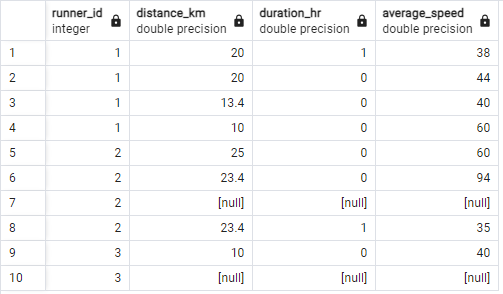 runner_id distance_km duration_hr average_speed
integer double precision double precision double precision
1 1 20 1 38
2 1 20 0 44
3 1 13.4 0 40
4 1 10 0 60
5 2 25 0 60
6 2 23.4 0 94
7 2 [null] [null] [null]
8 2 23.4 1 35
9 3 10 0 40
10 3 [null] [null] [null]